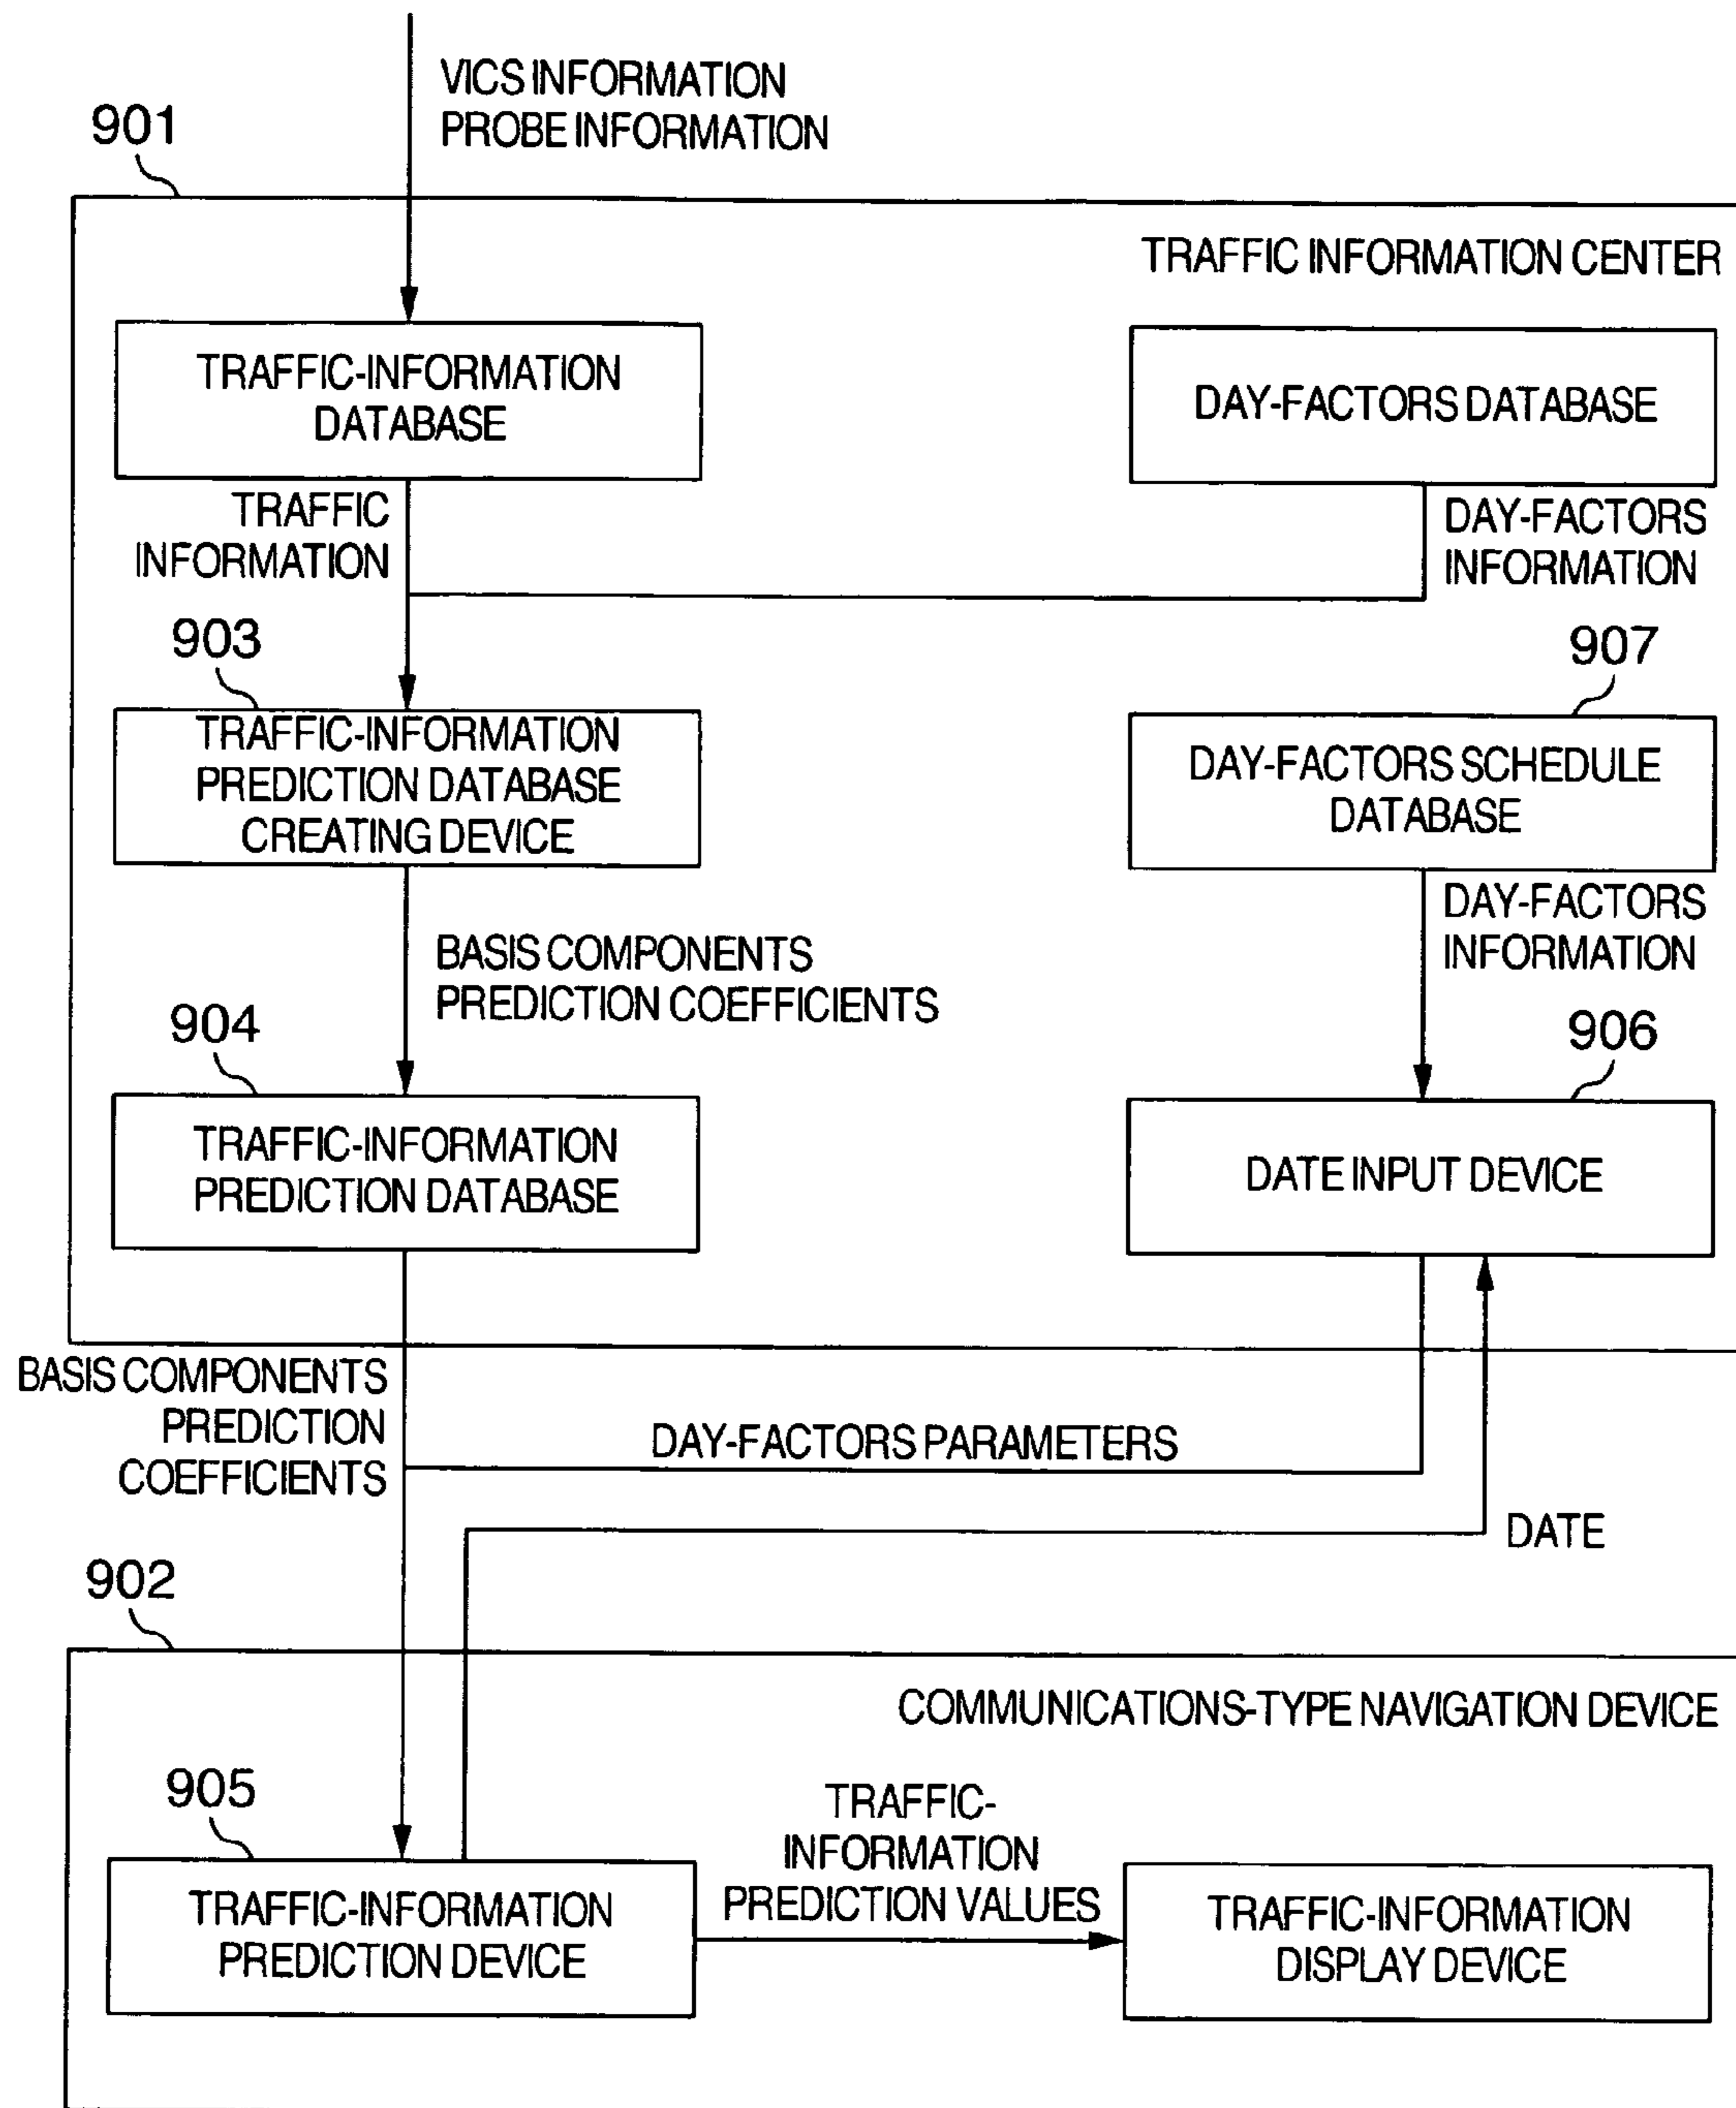 VICS INFORMATION
PROBE INFORMATION
901
TRAFFIC INFORMATION CENTER
TRAFFIC-INFORMATION
DATABASE
DAY-FACTORS DATABASE
TRAFFIC
INFORMATION
DAY-FACTORS
INFORMATION
903
907
TRAFFIC-INFORMATION
PREDICTION DATABASE
CREATING DEVICE
DAY-FACTORS SCHEDULE
DATABASE
DAY-FACTORS
INFORMATION
BASIS COMPONENTS
PREDICTION COEFFICIENTS
904
906
TRAFFIC-INFORMATION
PREDICTION DATABASE
DATE INPUT DEVICE
BASIS COMPONENTS
PREDICTION
COEFFICIENTS
DAY-FACTORS PARAMETERS
DATE
902
COMMUNICATIONS-TYPE NAVIGATION DEVICE
905
TRAFFIC-
INFORMATION
PREDICTION VALUES
TRAFFIC-INFORMATION
PREDICTION DEVICE
TRAFFIC-INFORMATION
DISPLAY DEVICE